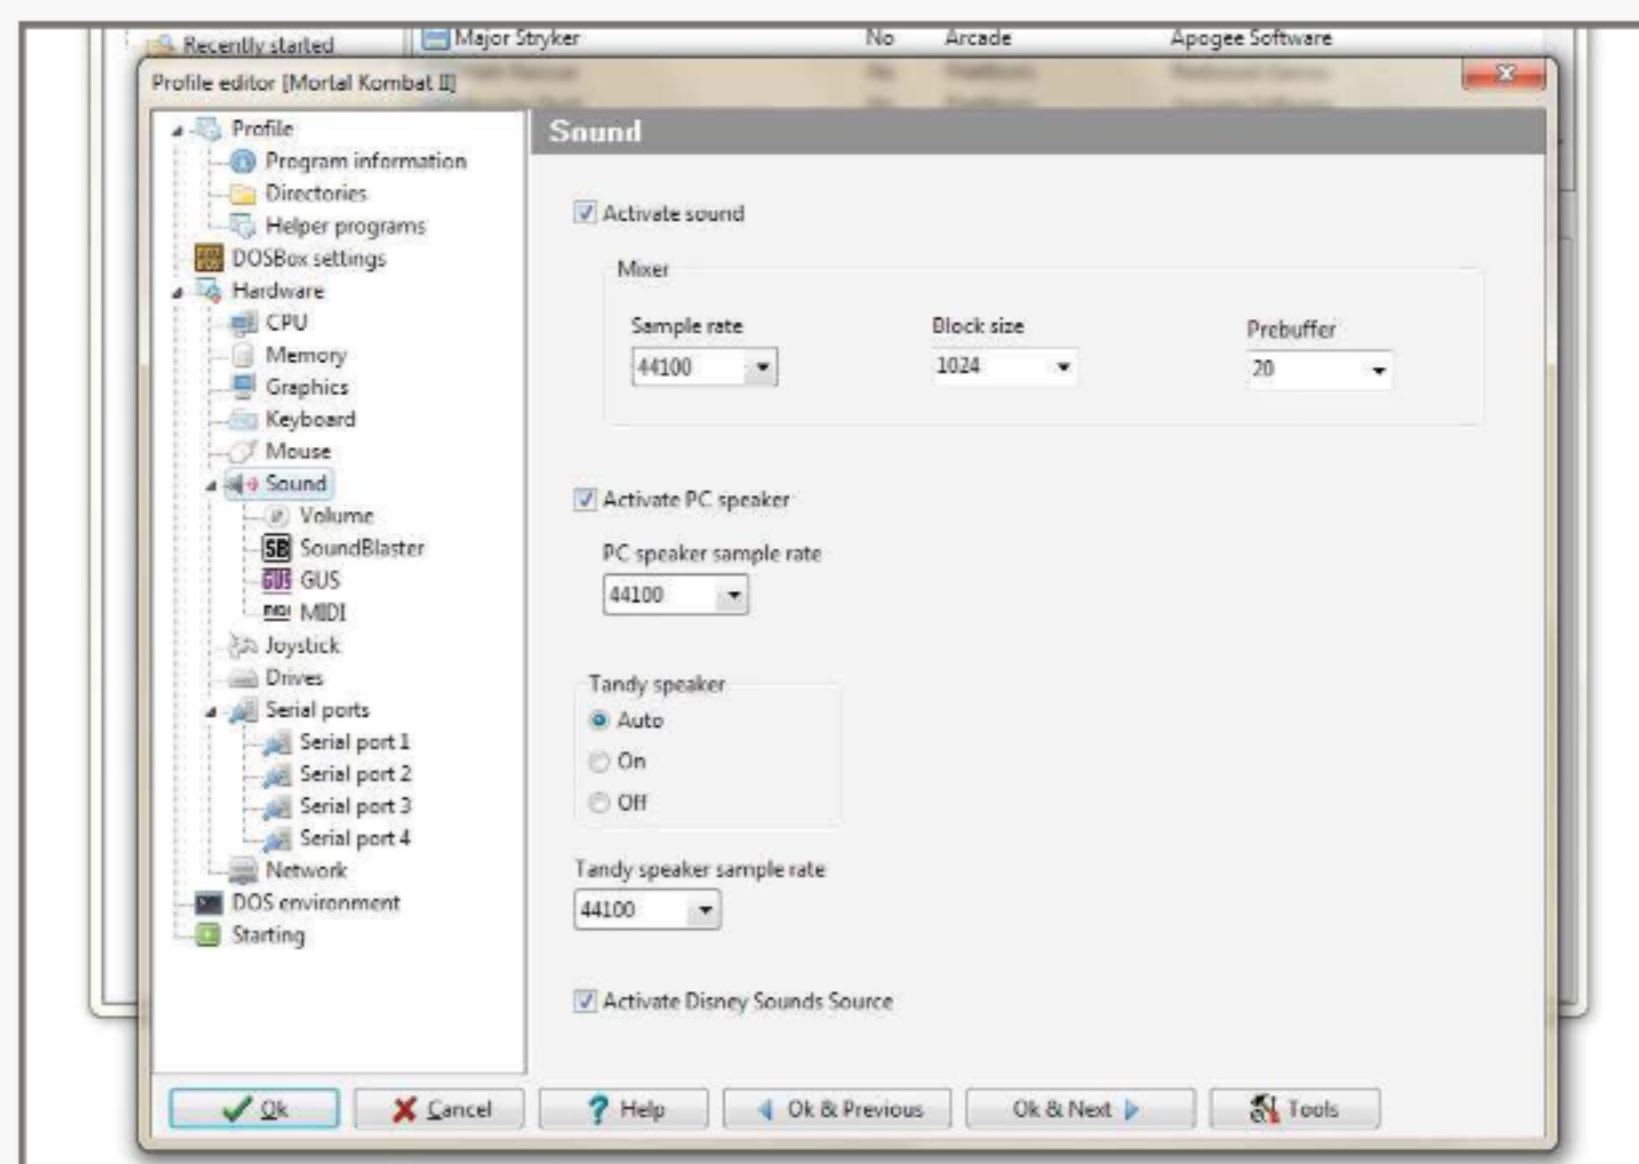 Recently started
Major Stryker No Arcade Apogee Software
Profile editor [Mortal Kombat II]
Profile
Program information
Directories
Helper programs
DOSBox settings
Hardware
CPU
Memory
Graphics
Keyboard
Mouse
Sound
Volume
SB SoundBlaster
GUS GUS
MIDI MIDI
Joystick
Drives
Serial ports
Serial port 1
Serial port 2
Serial port 3
Serial port 4
Network
DOS environment
Starting
Sound
Activate sound
Mixer
Sample rate Block size Prebuffer
44100 1024 20
Activate PC speaker
PC speaker sample rate
44100
Tandy speaker
Auto
On
Off
Tandy speaker sample rate
44100
Activate Disney Sounds Source
Ok Cancel ? Help Ok & Previous Ok & Next Tools